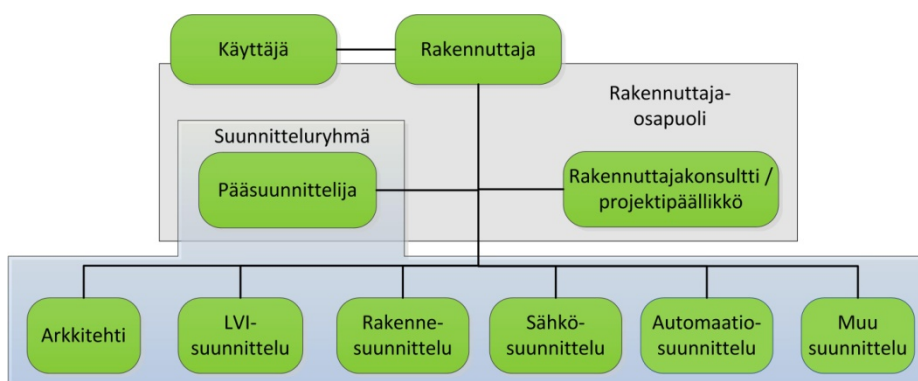 Käyttäjä
Rakennuttaja
Rakennuttaja-
osapuoli
Suunnitteluryhmä
Pääsuunnittelija
Rakennuttajakonsultti /
projektipäällikkö
Arkkitehti
LVI-
suunnittelu
Rakenne-
suunnittelu
Sähkö-
suunnittelu
Automaatio-
suunnittelu
Muu
suunnittelu